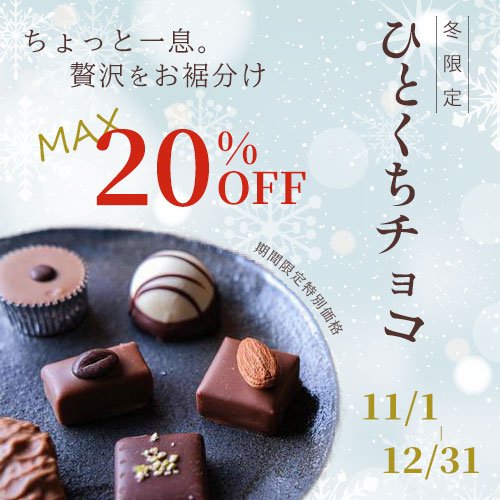 冬限定
ひとくちチョコ
ちょっと一息。
贅沢をお裾分け
MAX
20%
OFF
期間限定特別価格
11/1
|
12/31